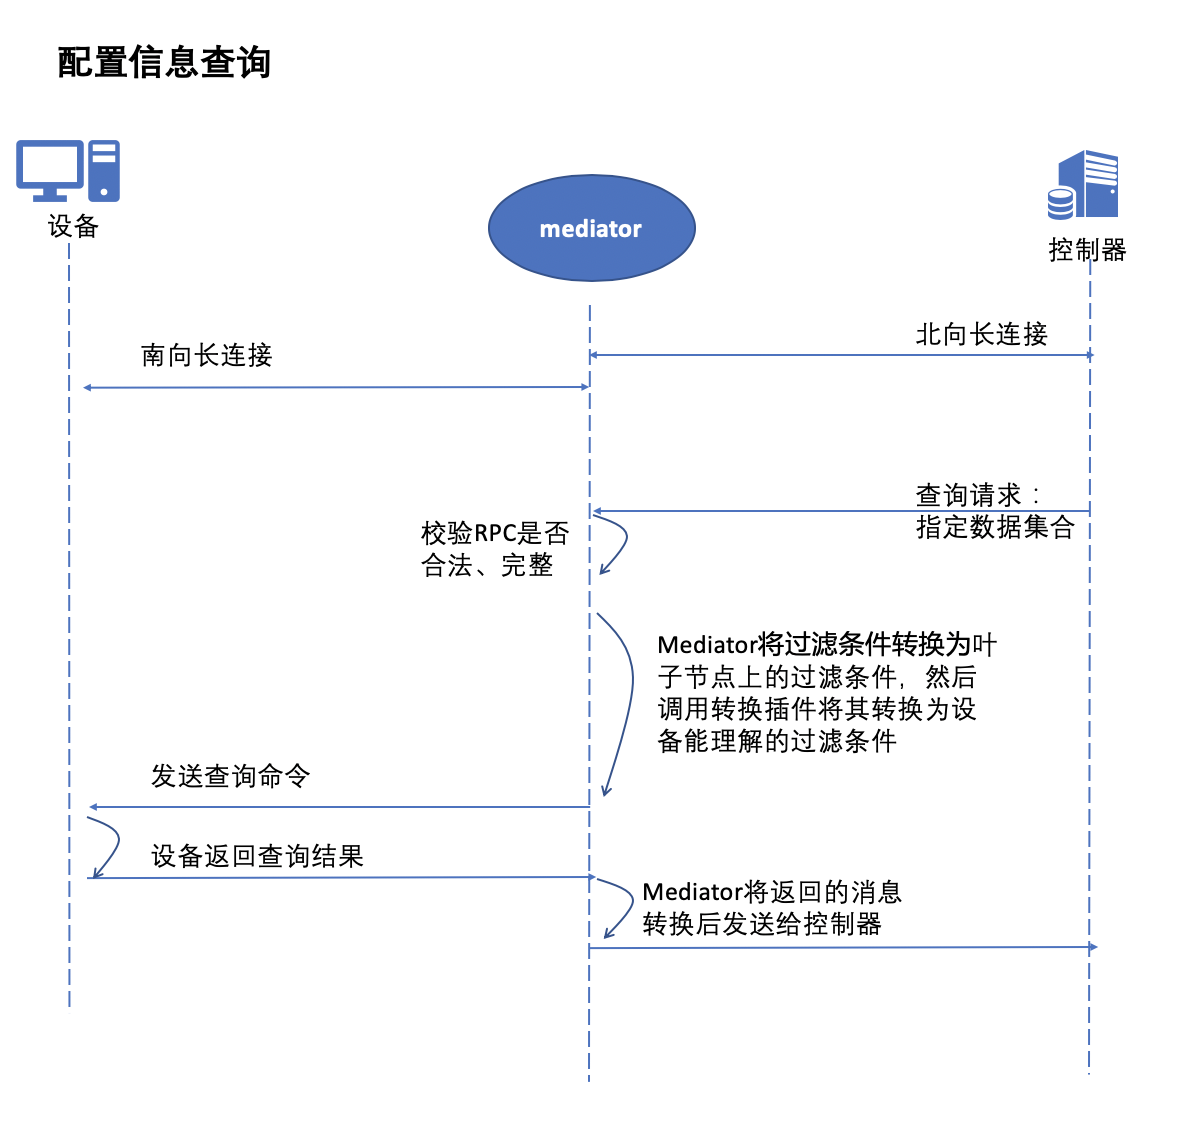 配置信息查询
设备
mediator
控制器
北向长连接
南向长连接
查询请求：
指定数据集合
校验RPC是否
合法、完整
Mediator将过滤条件转换为叶
子节点上的过滤条件，然后
调用转换插件将其转换为设
备能理解的过滤条件
发送查询命令
设备返回查询结果
Mediator将返回的消息
转换后发送给控制器